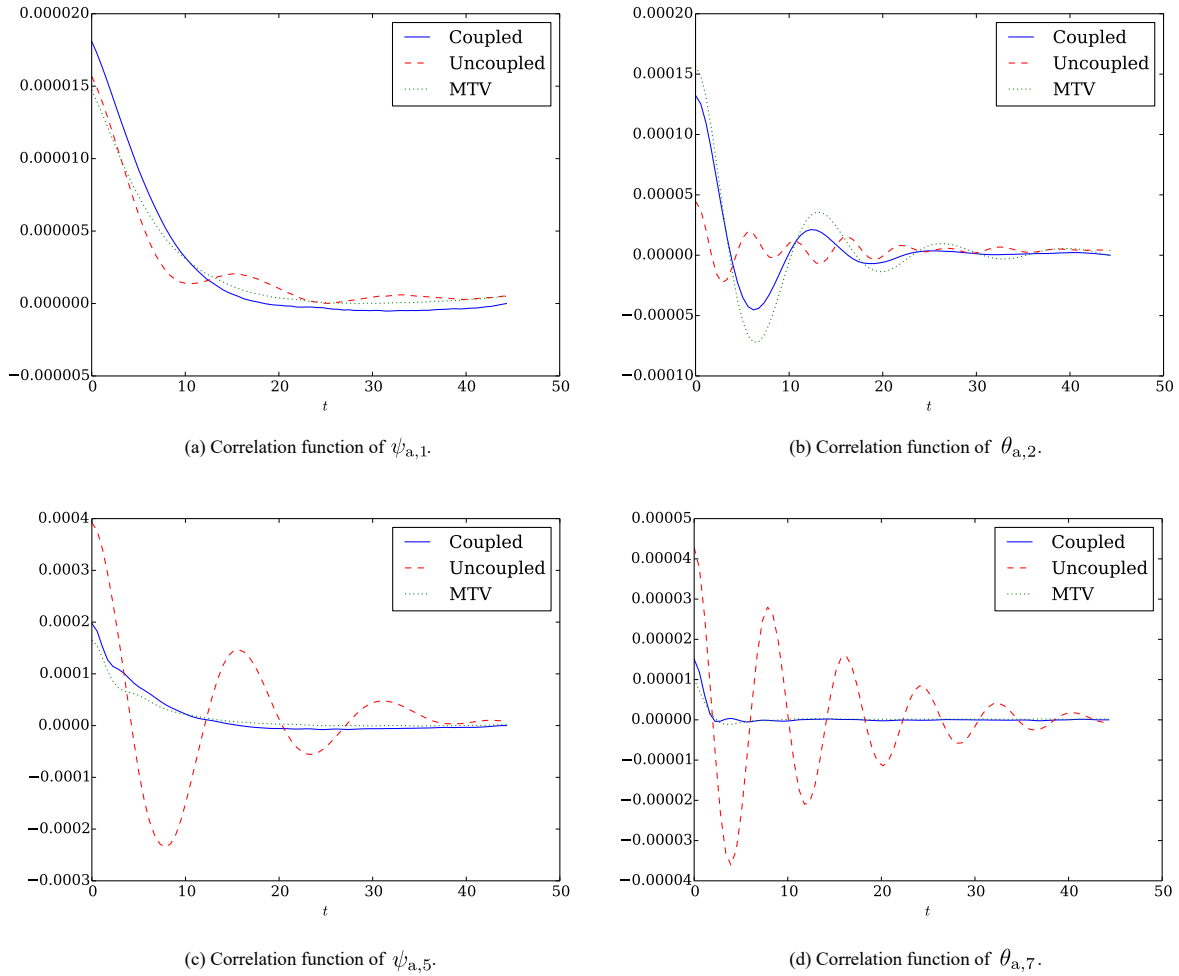 0.000020
0.000015
0.000010
0.000005
0.000000
−0.000005
0 10 20 30 40 50
t
Coupled
Uncoupled
MTV
(a) Correlation function of ψa,1.
0.00020
0.00015
0.00010
0.00005
0.00000
−0.00005
−0.00010
0 10 20 30 40 50
t
Coupled
Uncoupled
MTV
(b) Correlation function of θa,2.
0.0004
0.0003
0.0002
0.0001
0.0000
−0.0001
−0.0002
−0.0003
0 10 20 30 40 50
t
Coupled
Uncoupled
MTV
(c) Correlation function of ψa,5.
0.00005
0.00004
0.00003
0.00002
0.00001
0.00000
−0.00001
−0.00002
−0.00003
−0.00004
0 10 20 30 40 50
t
Coupled
Uncoupled
MTV
(d) Correlation function of θa,7.